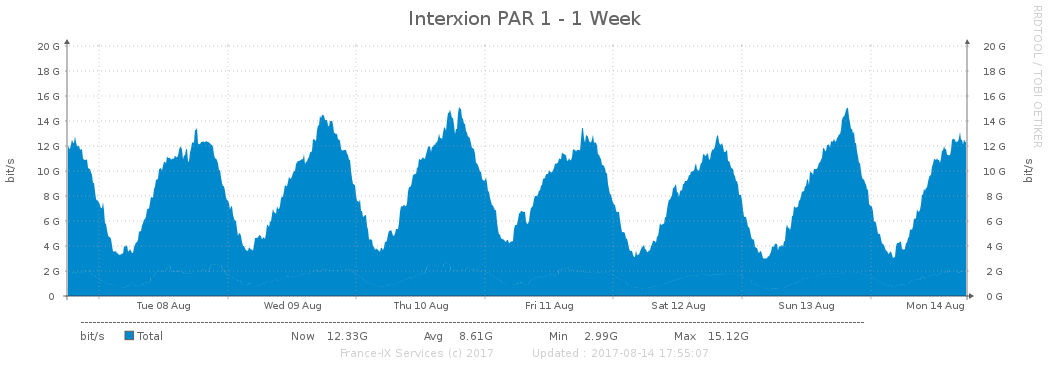 Interxion PAR 1 - 1 Week
RRDTOOL / TOBI OETIKER
bit/s
20 G 20 G
18 G 18 G
16 G 16 G
14 G 14 G
12 G 12 G
10 G 10 G
8 G 8 G
6 G 6 G
4 G 4 G
2 G 2 G
0 0 G
bit/s
Tue 08 Aug Wed 09 Aug Thu 10 Aug Fri 11 Aug Sat 12 Aug Sun 13 Aug Mon 14 Aug
bit/s Total Now 12.33G Avg 8.61G Min 2.99G Max 15.12G
France-IX Services (c) 2017 Updated : 2017-08-14 17:55:07